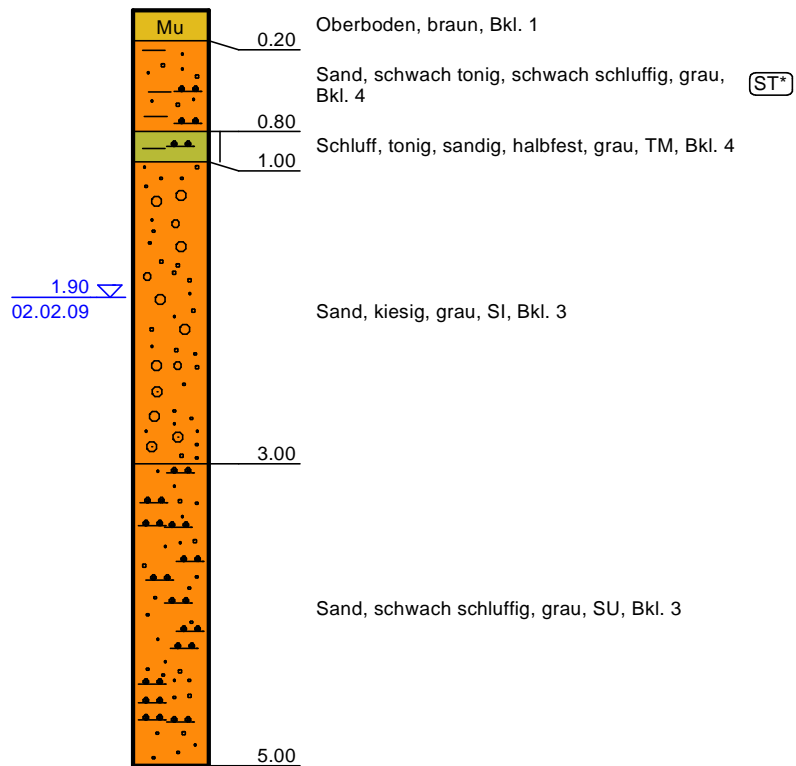 Mu
Oberboden, braun, Bkl. 1
0.20
Sand, schwach tonig, schwach schluffig, grau,
Bkl. 4
ST*
0.80
Schluff, tonig, sandig, halbfest, grau, TM, Bkl. 4
1.00
1.90
02.02.09
Sand, kiesig, grau, SI, Bkl. 3
3.00
Sand, schwach schluffig, grau, SU, Bkl. 3
5.00